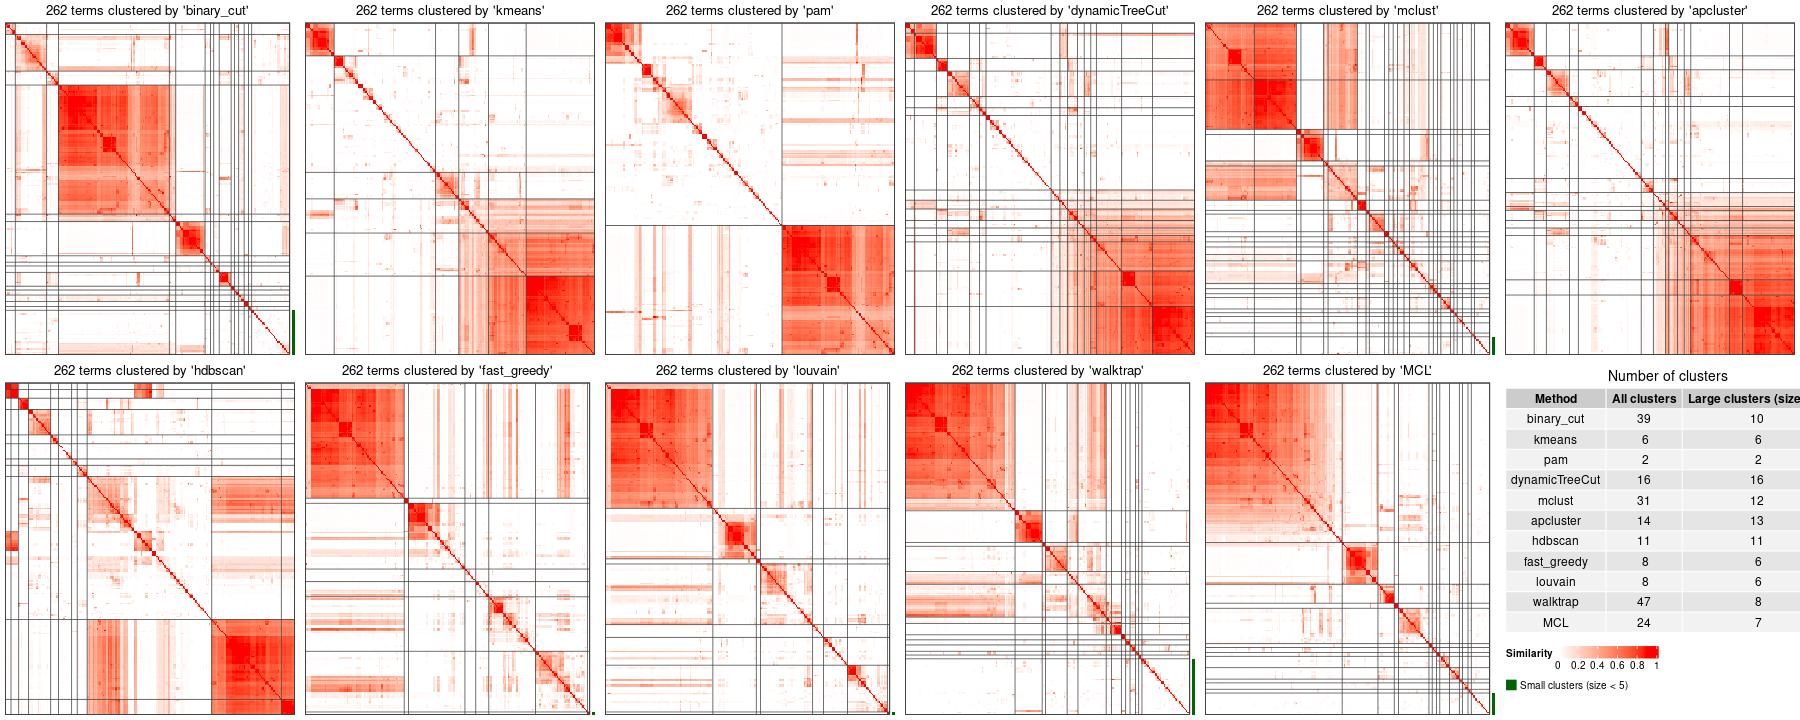 262 terms clustered by 'binary_cut'
262 terms clustered by 'kmeans'
262 terms clustered by 'pam'
262 terms clustered by 'dynamicTreeCut'
262 terms clustered by 'mclust'
262 terms clustered by 'apcluster'
262 terms clustered by 'hdbscan'
262 terms clustered by 'fast_greedy'
262 terms clustered by 'louvain'
262 terms clustered by 'walktrap'
262 terms clustered by 'MCL'
Number of clusters
Method All clusters Large clusters (size
binary_cut 39 10
kmeans 6 6
pam 2 2
dynamicTreeCut 16 16
mclust 31 12
apcluster 14 13
hdbscan 11 11
fast_greedy 8 6
louvain 8 6
walktrap 47 8
MCL 24 7
Similarity
0 0.2 0.4 0.6 0.8 1
Small clusters (size < 5)